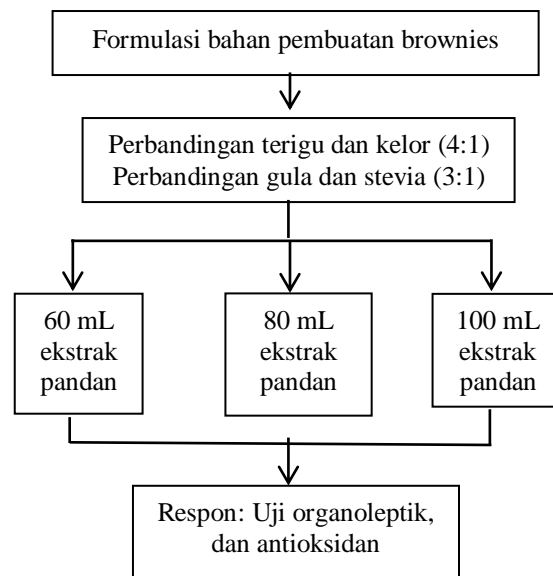 Formulasi bahan pembuatan brownies
Perbandingan terigu dan kelor (4:1)
Perbandingan gula dan stevia (3:1)
60 mL
ekstrak
pandan
80 mL
ekstrak
pandan
100 mL
ekstrak
pandan
Respon: Uji organoleptik,
dan antioksidan